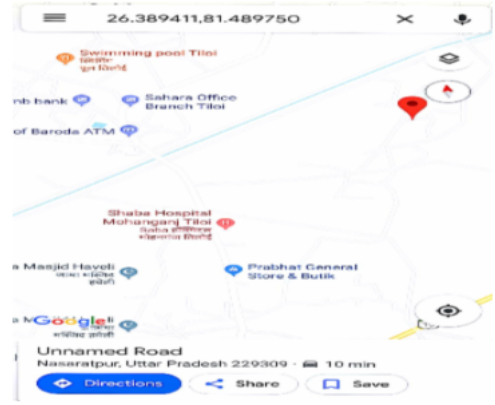 26.389411,81.489750
Swimming pool Tiloi
nb bank
Sahara Office
Branch Tiloi
of Baroda ATM
Shaba Hospital
Mohanganj Tiloi
a Masjid Haveli
Prabhat General
Store & Butik
Google
Unnamed Road
Nasaratpur, Uttar Pradesh 229309 · 10 min
Directions
Share
Save